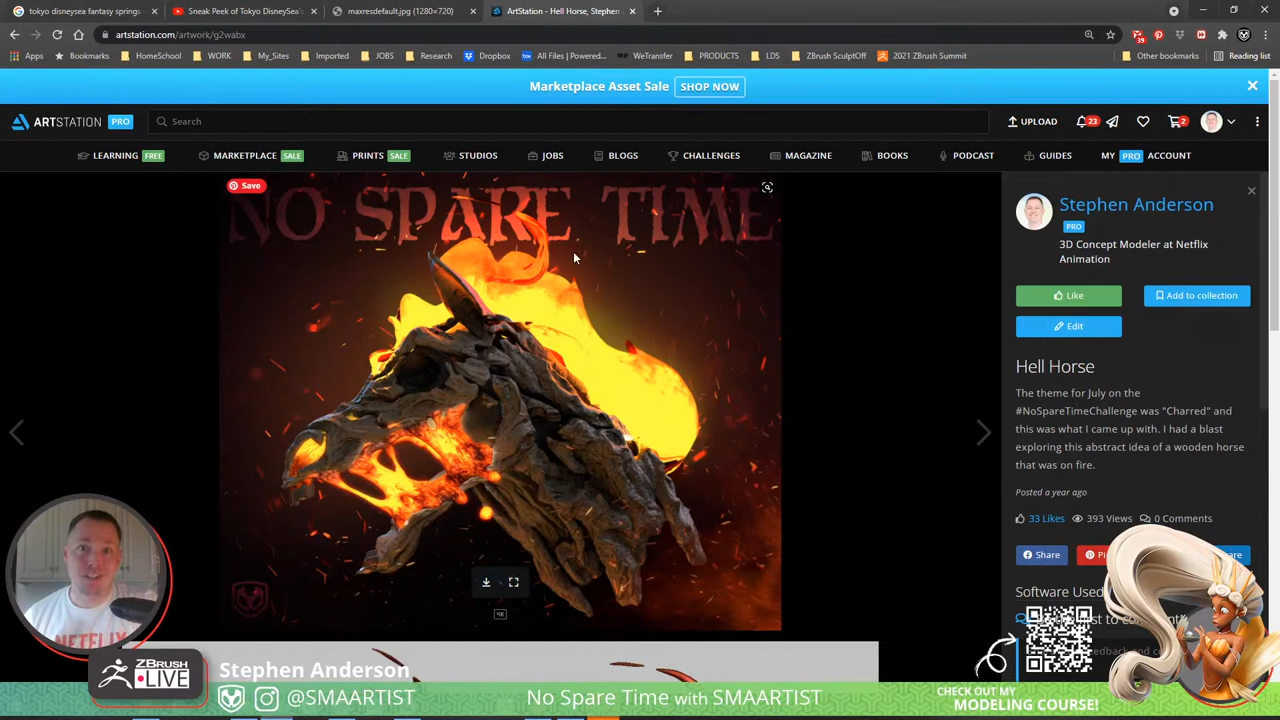 tokyo disneysea fantasy springs -
Sneak Peek of Tokyo DisneySea's
maxresdefault.jpg (1280×720)
ArtStation - Hell Horse, Stephen
artstation.com/artwork/g2wabx
Apps
Bookmarks
HomeSchool
WORK
My_Sites
Imported
JOBS
Research
Dropbox
All Files | Powered...
WeTransfer
PRODUCTS
LDS
ZBrush SculptOff
2021 ZBrush Summit
Other bookmarks
Reading list
Marketplace Asset Sale SHOP NOW
ARTSTATION PRO
Search
UPLOAD
23
2
LEARNING FREE
MARKETPLACE SALE
PRINTS SALE
STUDIOS
JOBS
BLOGS
CHALLENGES
MAGAZINE
BOOKS
PODCAST
GUIDES
MY PRO ACCOUNT
Save
NO SPARE TIME
4K
Stephen Anderson
PRO
3D Concept Modeler at Netflix
Animation
Like
Add to collection
Edit
Hell Horse
The theme for July on the
#NoSpareTimeChallenge was "Charred" and
this was what I came up with. I had a blast
exploring this abstract idea of a wooden horse
that was on fire.
Posted a year ago
33 Likes
393 Views
0 Comments
Share
Software Used
NETFLIX
ZBRUSH
LIVE
Stephen Anderson
@SMAARTIST
No Spare Time with SMAARTIST
CHECK OUT MY
MODELING COURSE!